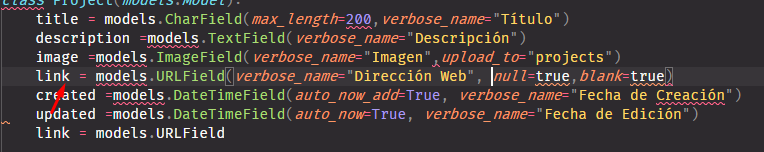 class Project(models.Model):
title = models.CharField(max_length=200,verbose_name="Título")
description =models.TextField(verbose_name="Descripción")
image =models.ImageField(verbose_name="Imagen",upload_to="projects")
link = models.URLField(verbose_name="Dirección Web", null=true,blank=true)
created =models.DateTimeField(auto_now_add=True, verbose_name="Fecha de Creación")
updated =models.DateTimeField(auto_now=True, verbose_name="Fecha de Edición")
link = models.URLField